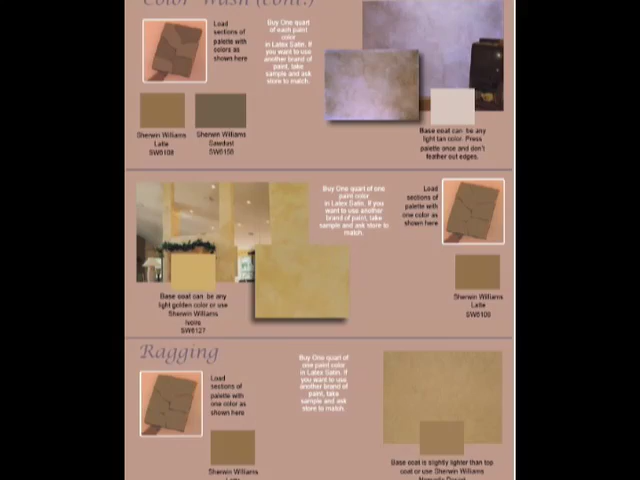 Color Wash (cont.)
Load
sections of
palette with
colors as
shown here
Buy One quart
of each paint
color
in Latex Satin. If
you want to use
another brand of
paint, take
sample and ask
store to match.
Sherwin Williams
Latte
SW6108
Sherwin Williams
Sawdust
Base coat can be any
light tan color. Press
palette once and don't
feather out edges.
Buy One quart of one
paint color
in Latex Satin. If you
want to use another
brand of paint, take
sample and ask store to
match.
Load
sections of
palette with
one color as
shown here
Base coat can be any
light golden color or use
Sherwin Williams
Ivoire
SW6127
Sherwin Williams
Latte
SW6108
Ragging
Load
sections of
palette with
one color as
shown here
Buy One quart of
one paint color
in Latex Satin. If
you want to use
another brand of
paint, take
sample and ask
store to match.
Sherwin Williams
Latte
Base coat is slightly lighter than top
coat or use Sherwin Williams